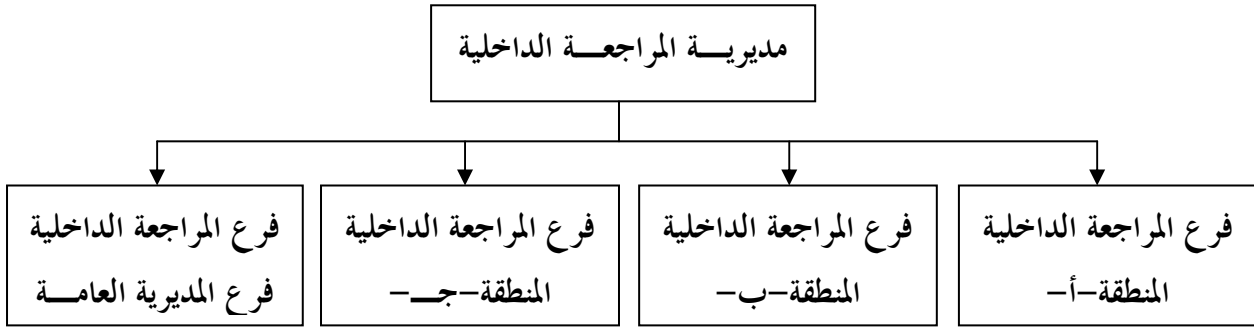 مديريـــة المراجعـــة الداخلية
فرع المراجعة الداخلية
المنطقة-أ-
فرع المراجعة الداخلية
المنطقة-ب-
فرع المراجعة الداخلية
المنطقة-جـــ-
فرع المراجعة الداخلية
فرع المديرية العامـــة